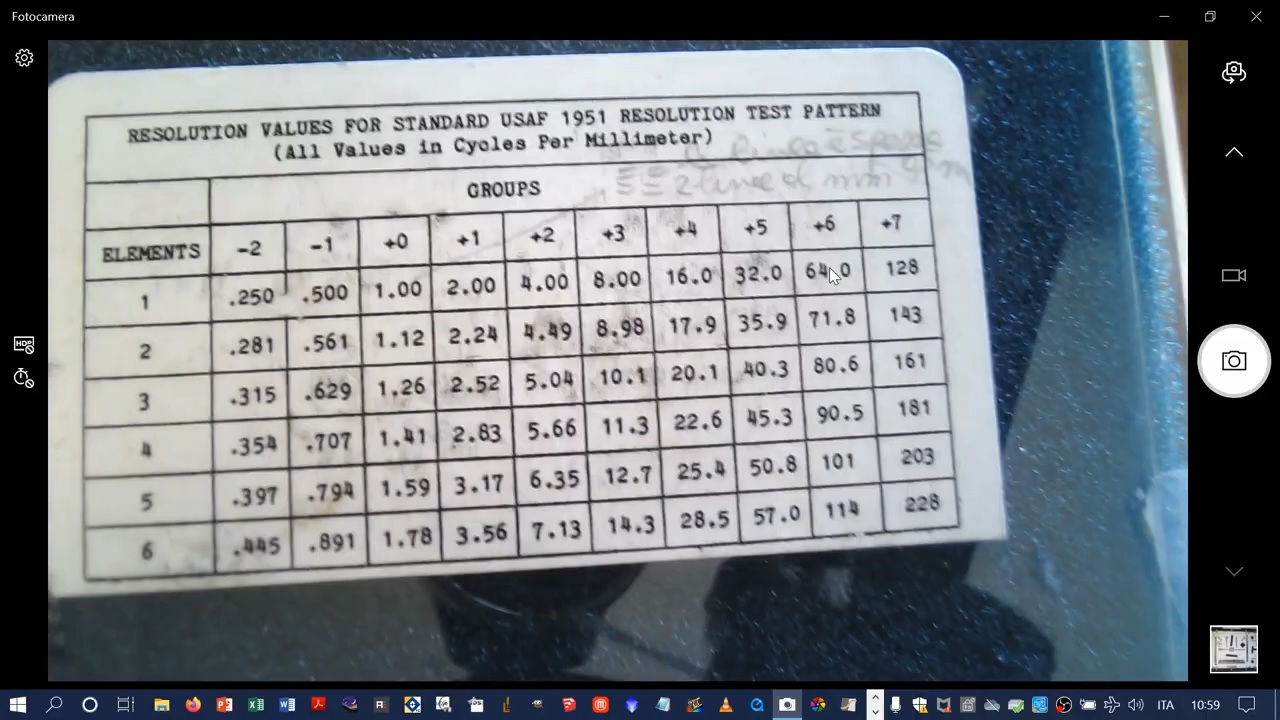 Fotocamera
RESOLUTION VALUES FOR STANDARD USAF 1951 RESOLUTION TEST PATTERN
(All Values in Cycles Per Millimeter)
GROUPS
ELEMENTS -2 -1 +0 +1 +2 +3 +4 +5 +6 +7
1 .250 .500 1.00 2.00 4.00 8.00 16.0 32.0 64.0 128
2 .281 .561 1.12 2.24 4.49 8.98 17.9 35.9 71.8 143
3 .315 .629 1.26 2.52 5.04 10.1 20.1 40.3 80.6 161
4 .354 .707 1.41 2.83 5.66 11.3 22.6 45.3 90.5 181
5 .397 .794 1.59 3.17 6.35 12.7 25.4 50.8 101 203
6 .445 .891 1.78 3.56 7.13 14.3 28.5 57.0 114 228
ITA 10:59